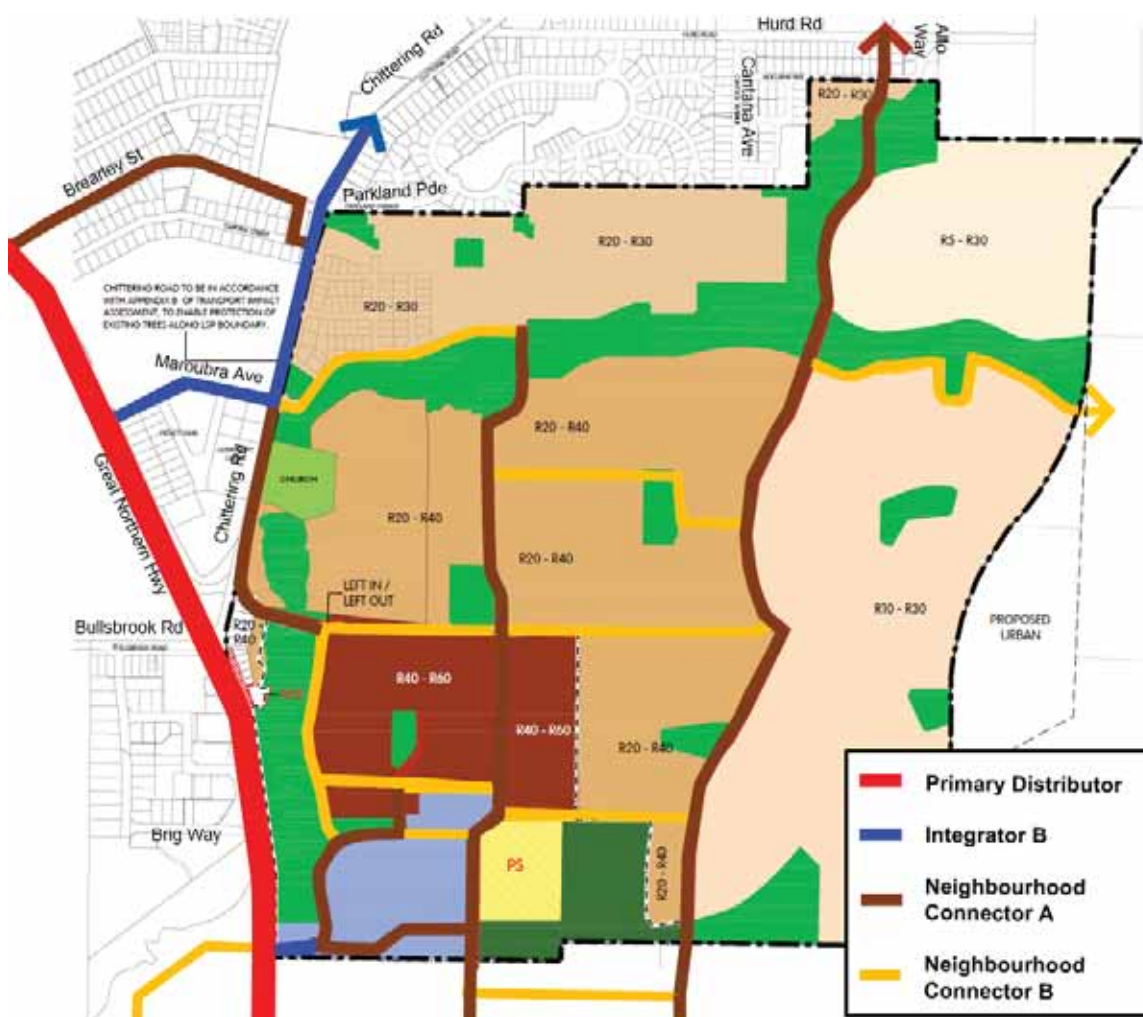 Hurd Rd
Alto
Way
Chittering Rd
Cantana Ave
R20 - R30
Brearley St
Parkland Pde
R20 - R30
R5 - R30
CHITTERING ROAD TO BE IN ACCORDANCE
WITH APPENDIX B OF TRANSPORT IMPACT
ASSESSMENT, TO ENABLE PROTECTION OF
EXISTING TREES ALONG LSP BOUNDARY.
R20 - R30
Maroubra Ave
R20 - R40
Great Northern Hwy
Chittering Rd
CHURCH
R20 - R40
R20 - R40
LEFT IN /
LEFT OUT
R10 - R30
PROPOSED
URBAN
Bullsbrook Rd
R20
R40
R40 - R60
R40 - R60
R20 - R40
Brig Way
PS
R20 - R40
Primary Distributor
Integrator B
Neighbourhood
Connector A
Neighbourhood
Connector B